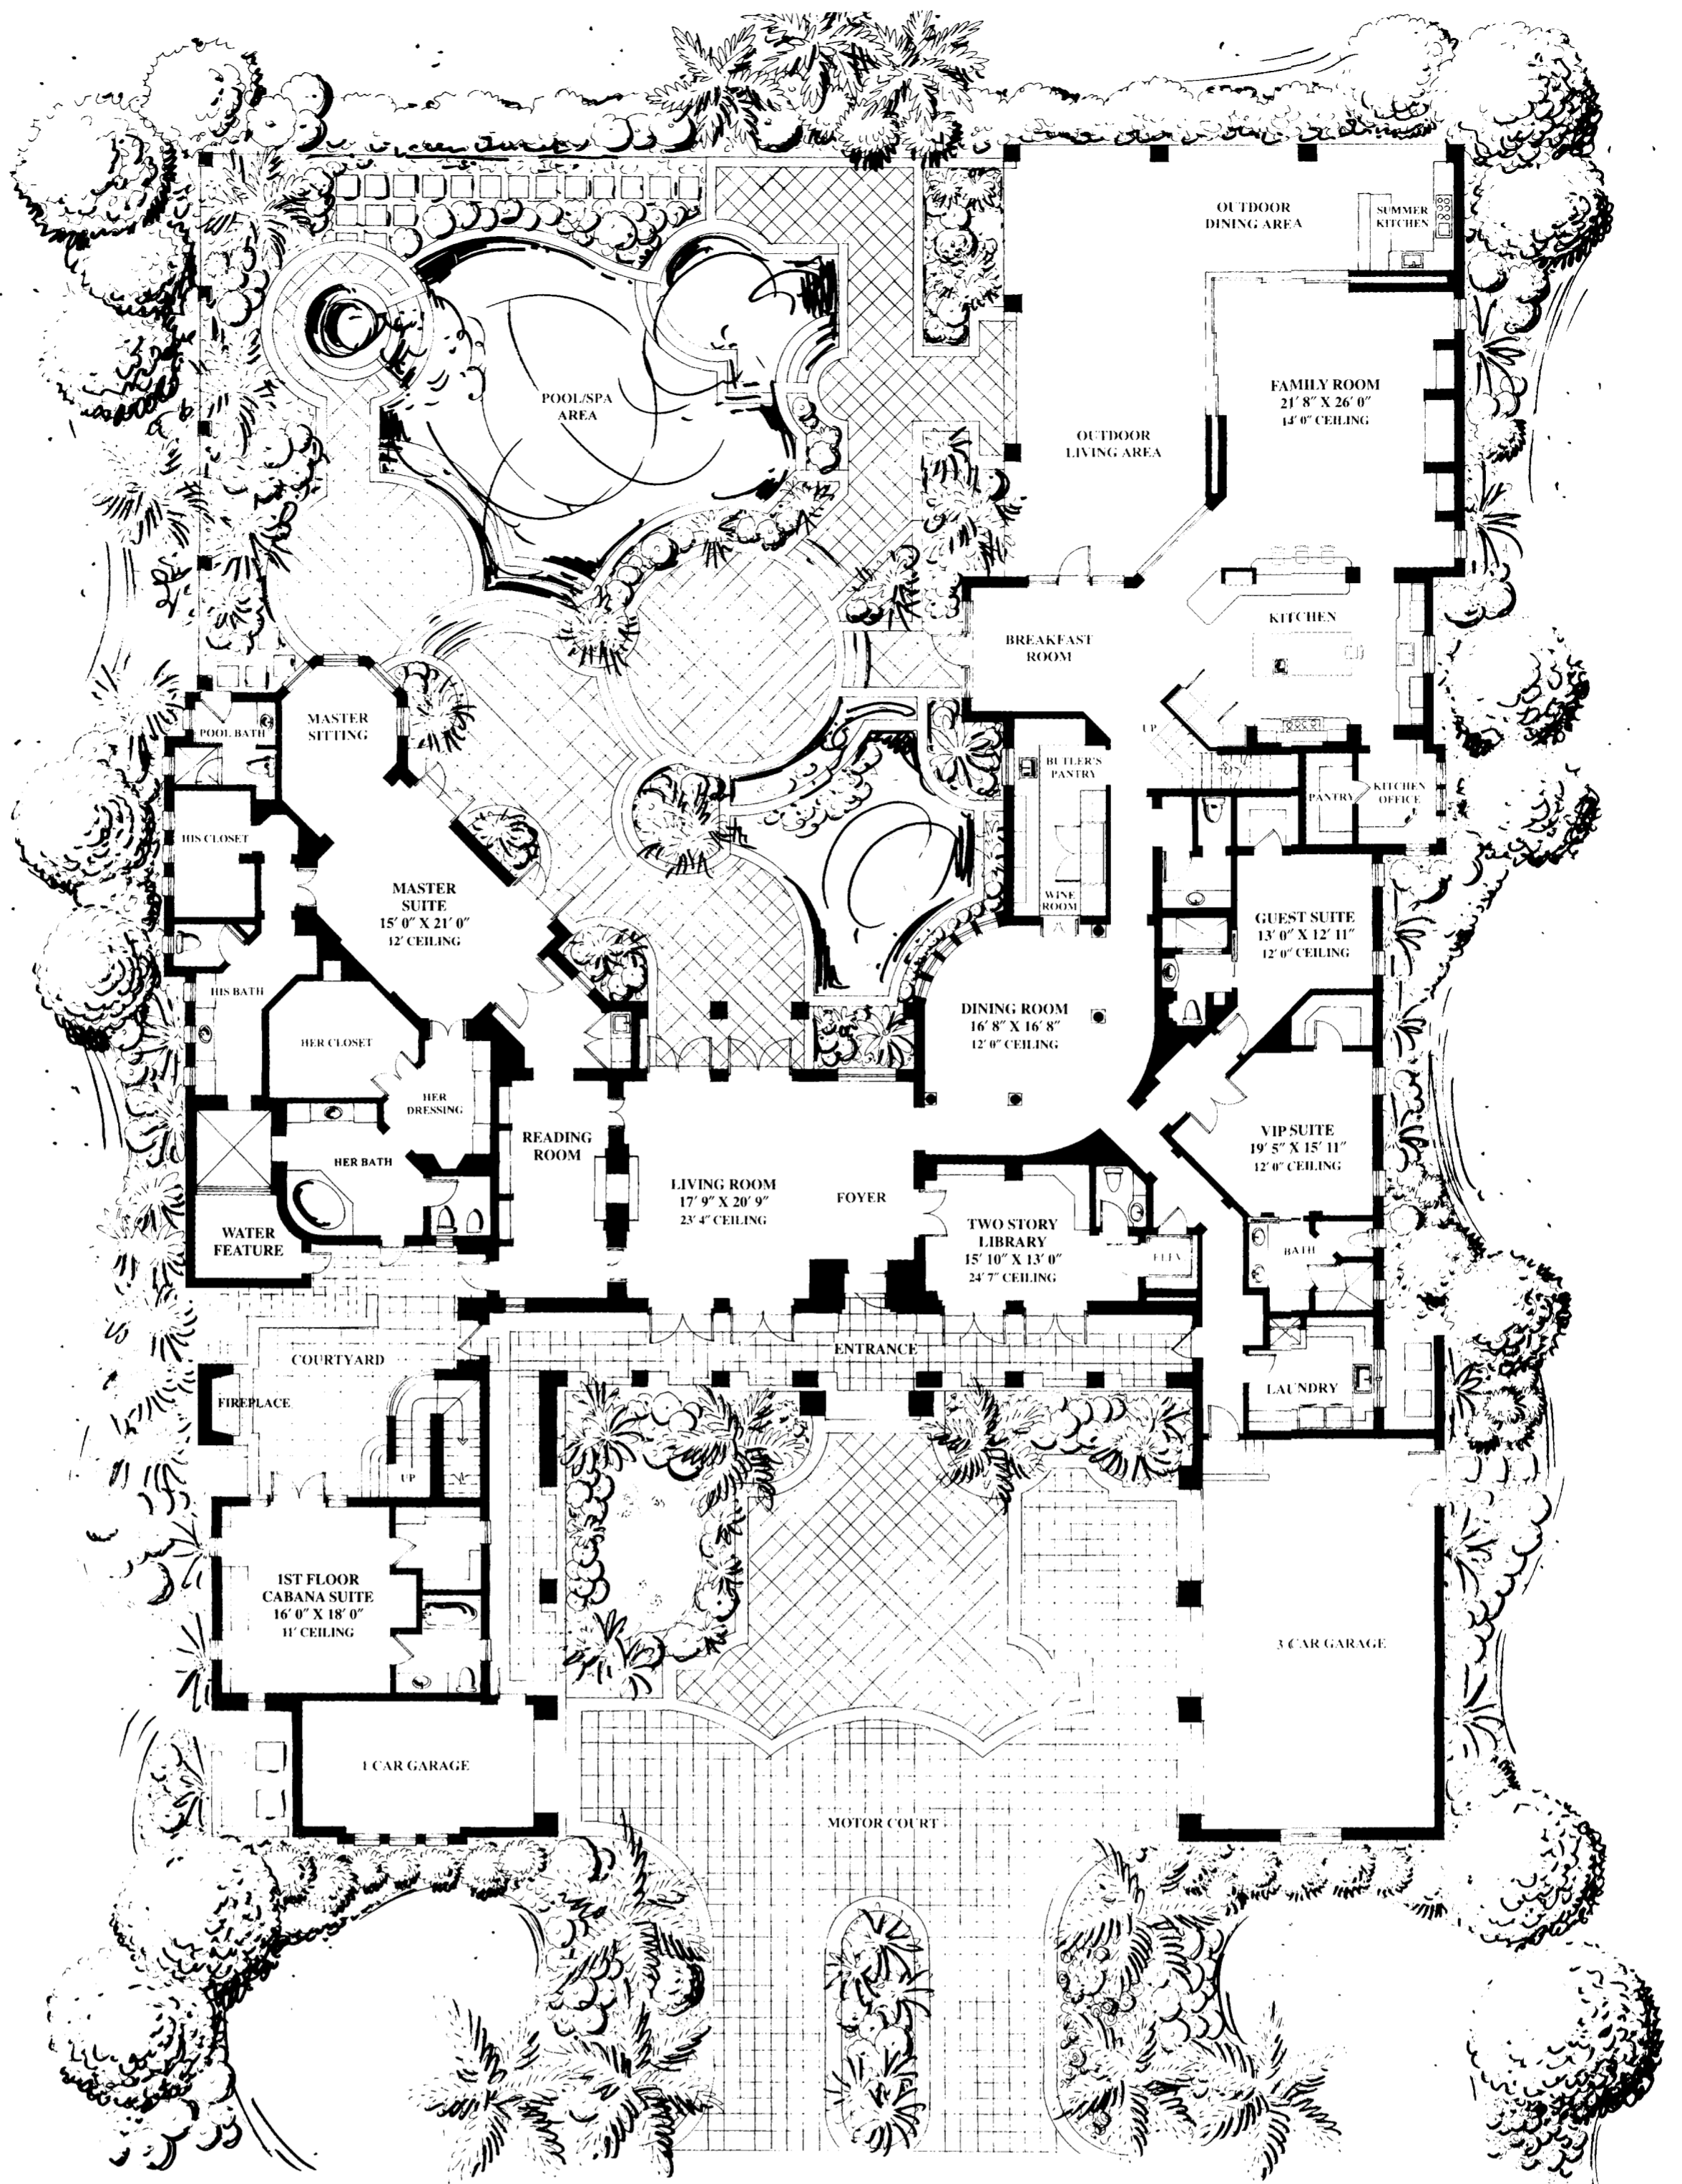 OUTDOOR
DINING AREA
SUMMER
KITCHEN
POOL/SPA
AREA
FAMILY ROOM
21' 8" X 26' 0"
14' 0" CEILING
OUTDOOR
LIVING AREA
KITCHEN
BREAKFAST
ROOM
MASTER
SITTING
POOL BATH
UP
BUTLER'S
PANTRY
PANTRY
KITCHEN
OFFICE
HIS CLOSET
MASTER
SUITE
15' 0" X 21' 0"
12' CEILING
WINE
ROOM
GUEST SUITE
13' 0" X 12' 11"
12' 0" CEILING
HIS BATH
DINING ROOM
16' 8" X 16' 8"
12' 0" CEILING
HER CLOSET
HER
DRESSING
READING
ROOM
VIP SUITE
19' 5" X 15' 11"
12' 0" CEILING
HER BATH
LIVING ROOM
17' 9" X 20' 9"
23' 4" CEILING
FOYER
TWO STORY
LIBRARY
15' 10" X 13' 0"
24' 7" CEILING
WATER
FEATURE
ELEV
BATH
COURTYARD
ENTRANCE
FIREPLACE
LAUNDRY
UP
1ST FLOOR
CABANA SUITE
16' 0" X 18' 0"
11' CEILING
3 CAR GARAGE
1 CAR GARAGE
MOTOR COURT